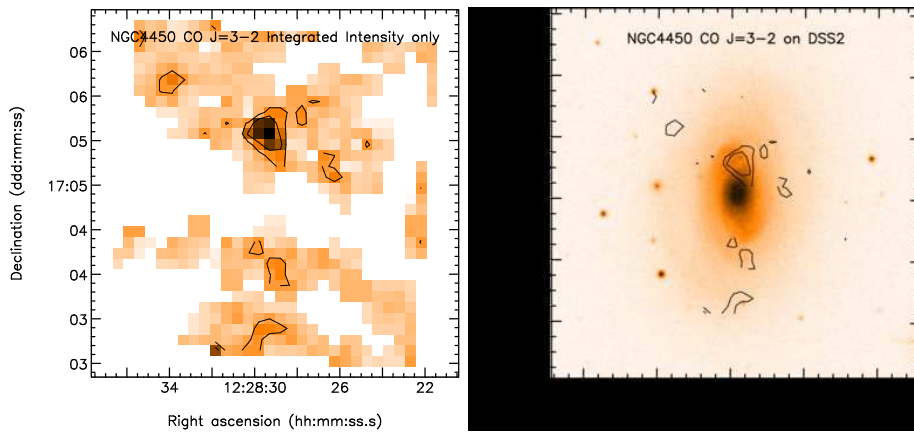 NGC4450 CO J=3-2 Integrated Intensity only
06
06
05
17:05
04
04
03
03
Declination (ddd:mm:ss)
34 12:28:30 26 22
Right ascension (hh:mm:ss.s)
NGC4450 CO J=3-2 on DSS2